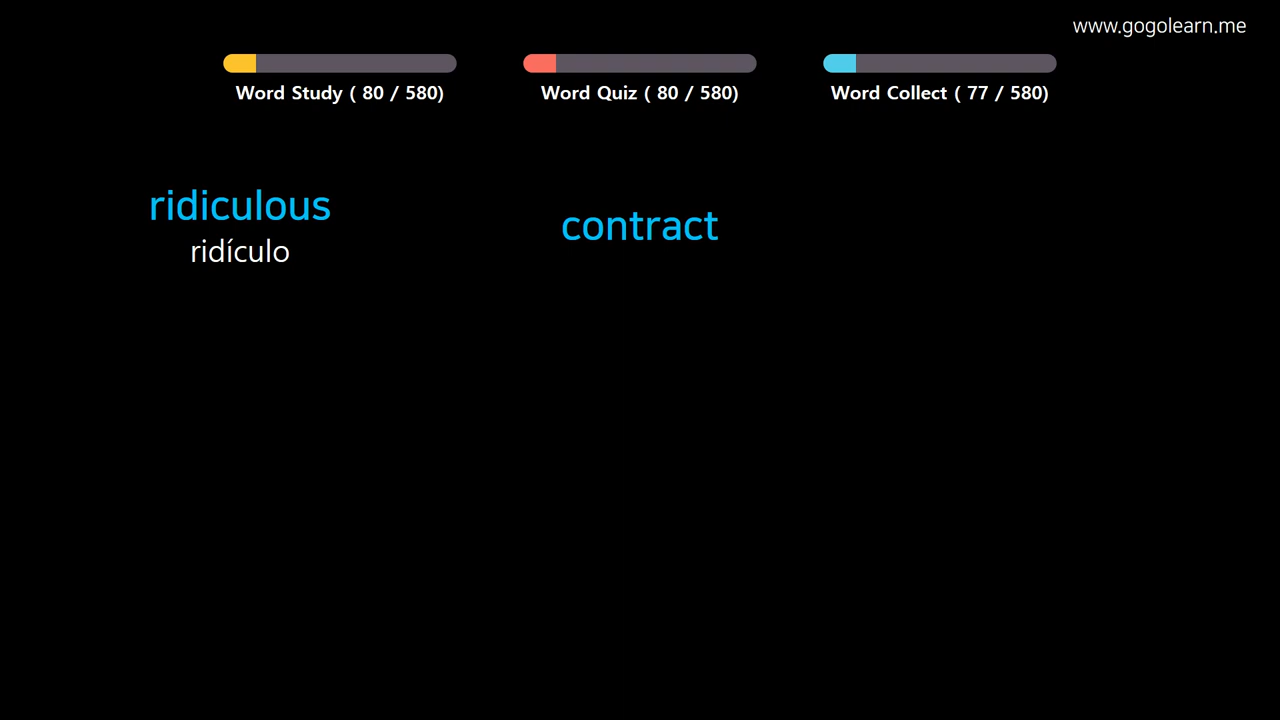 www.gogolearn.me
Word Study ( 80 / 580)
Word Quiz ( 80 / 580)
Word Collect ( 77 / 580)
ridiculous
ridículo
contract